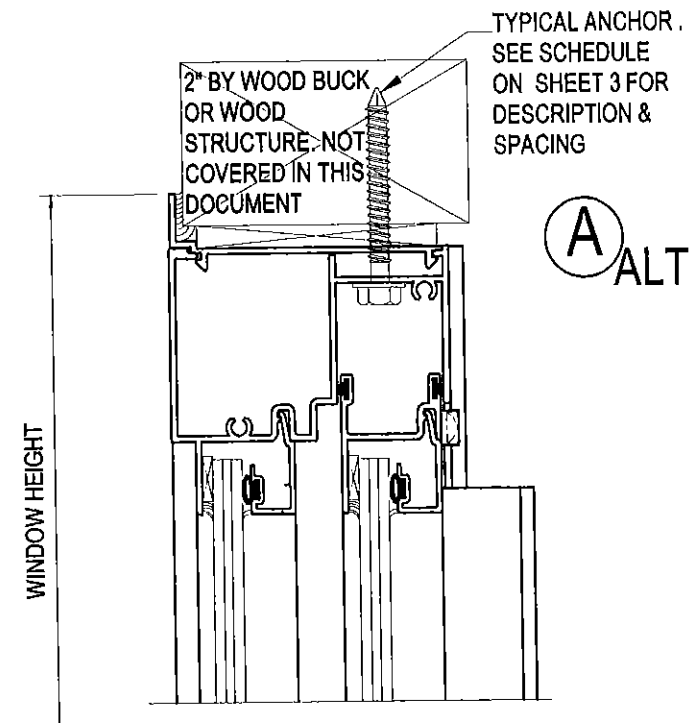 TYPICAL ANCHOR.
SEE SCHEDULE
ON SHEET 3 FOR
DESCRIPTION &
SPACING
2" BY WOOD BUCK
OR WOOD
STRUCTURE. NOT
COVERED IN THIS
DOCUMENT
A
ALT
WINDOW HEIGHT